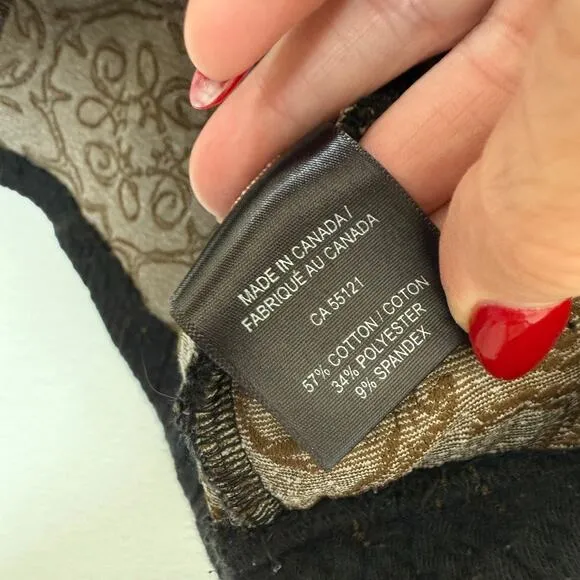 MADE IN CANADA/
FABRIQUÉ AU CANADA
CA 55121
57% COTTON/ COTON
34% POLYESTER
9% SPANDEX